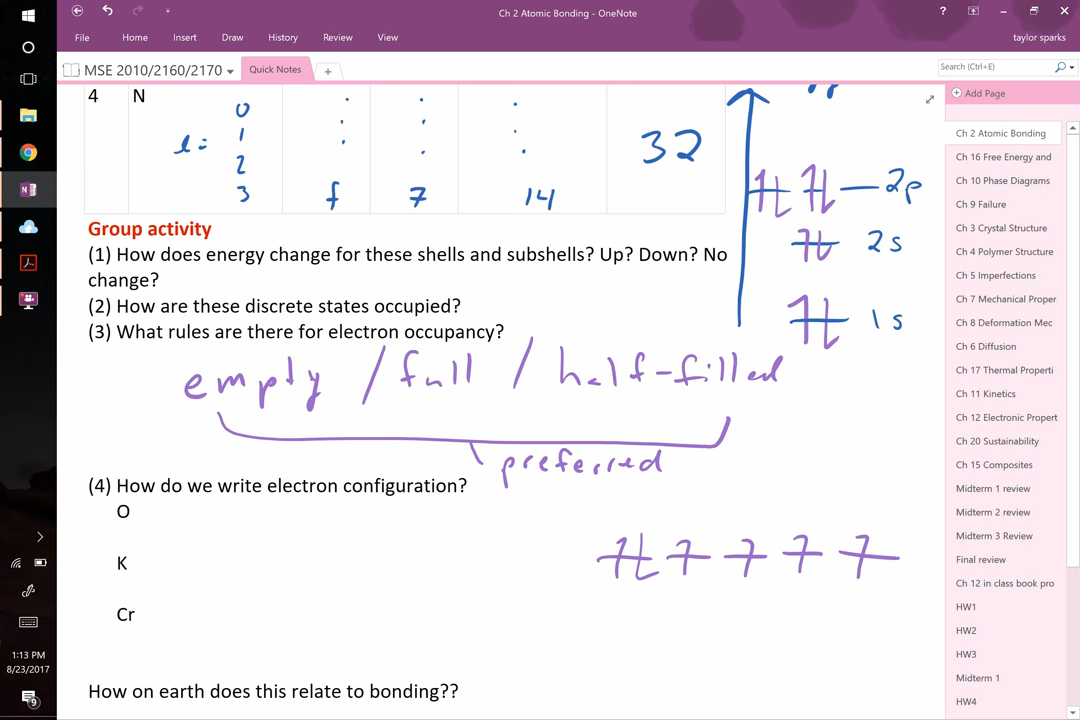 Ch 2 Atomic Bonding - OneNote
?
File Home Insert Draw History Review View
taylor sparks
MSE 2010/2160/2170
Quick Notes
+
Search (Ctrl+E)
Add Page
4 N
l = 0
1
2
3 f 7 14
32
2p
2s
1s
Group activity
(1) How does energy change for these shells and subshells? Up? Down? No
change?
(2) How are these discrete states occupied?
(3) What rules are there for electron occupancy?
empty / full / half-filled
preferred
(4) How do we write electron configuration?
O
K
Cr
How on earth does this relate to bonding??
Ch 2 Atomic Bonding
Ch 16 Free Energy and
Ch 10 Phase Diagrams
Ch 9 Failure
Ch 3 Crystal Structure
Ch 4 Polymer Structure
Ch 5 Imperfections
Ch 7 Mechanical Proper
Ch 8 Deformation Mec
Ch 6 Diffusion
Ch 17 Thermal Properti
Ch 11 Kinetics
Ch 12 Electronic Propert
Ch 20 Sustainability
Ch 15 Composites
Midterm 1 review
Midterm 2 review
Midterm 3 Review
Final review
Ch 12 in class book pro
HW1
HW2
HW3
Midterm 1
HW4
1:13 PM
8/23/2017
9